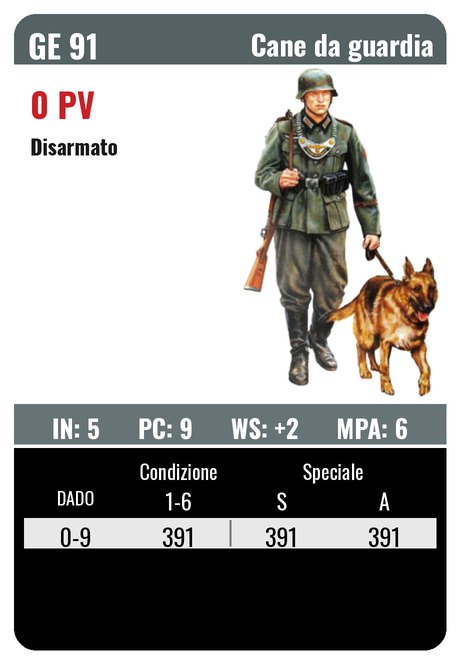 GE 91 Cane da guardia
0 PV
Disarmato
IN: 5 PC: 9 WS: +2 MPA: 6
Condizione Speciale
DADO 1-6 S A
0-9 391 391 391